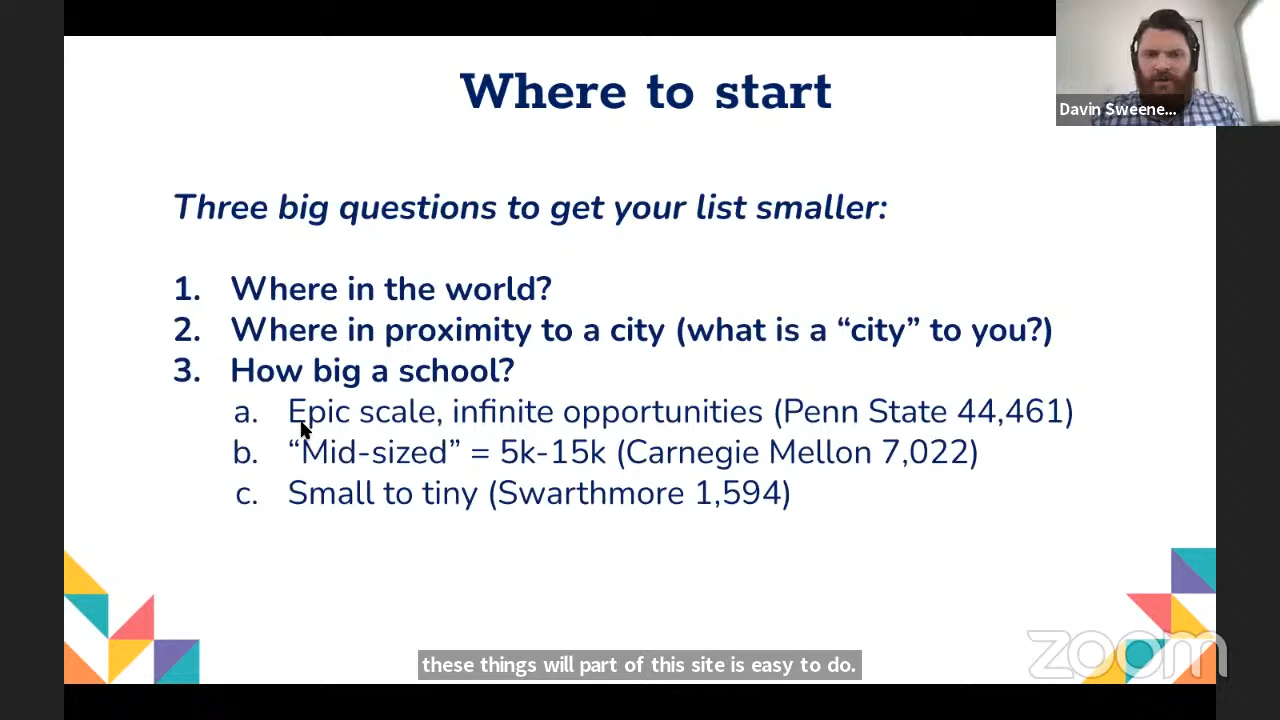 Where to start
Davin Sweene...
Three big questions to get your list smaller:
1. Where in the world?
2. Where in proximity to a city (what is a “city” to you?)
3. How big a school?
a. Epic scale, infinite opportunities (Penn State 44,461)
b. “Mid-sized” = 5k-15k (Carnegie Mellon 7,022)
c. Small to tiny (Swarthmore 1,594)
zoom
these things will part of this site is easy to do.